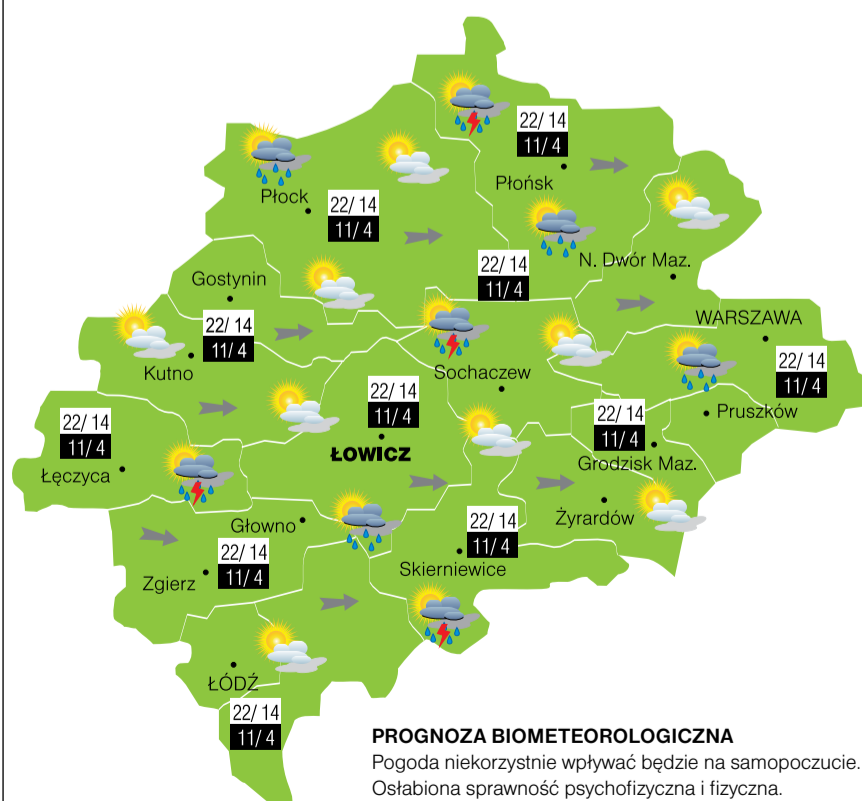 22/ 14
11/ 4
Płońsk
Płock
22/ 14
11/ 4
N. Dwór Maz.
22/ 14
11/ 4
Gostynin
22/ 14
11/ 4
Kutno
WARSZAWA
22/ 14
11/ 4
Sochaczew
22/ 14
11/ 4
ŁOWICZ
Pruszków
22/ 14
11/ 4
Grodzisk Maz.
22/ 14
11/ 4
Łęczyca
Żyrardów
Głowno
22/ 14
11/ 4
Skierniewice
22/ 14
11/ 4
Zgierz
ŁÓDŹ
22/ 14
11/ 4
PROGNOZA BIOMETEOROLOGICZNA
Pogoda niekorzystnie wpływać będzie na samopoczucie.
Osłabiona sprawność psychofizyczna i fizyczna.